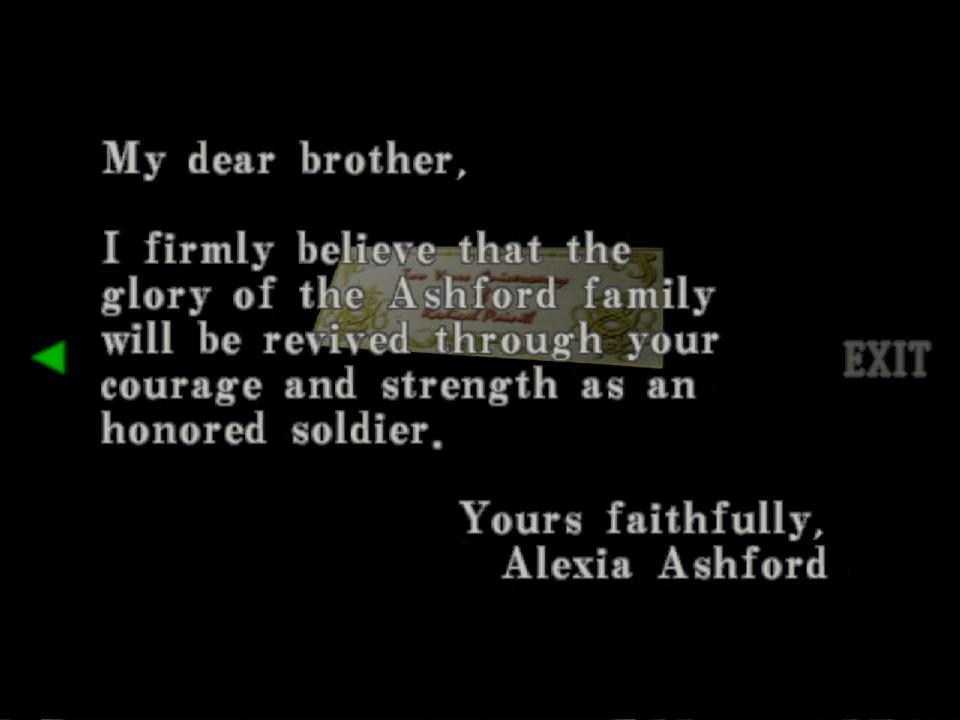 My dear brother,
I firmly believe that the
glory of the Ashford family
will be revived through your
courage and strength as an
honored soldier.
Yours faithfully,
Alexia Ashford
EXIT